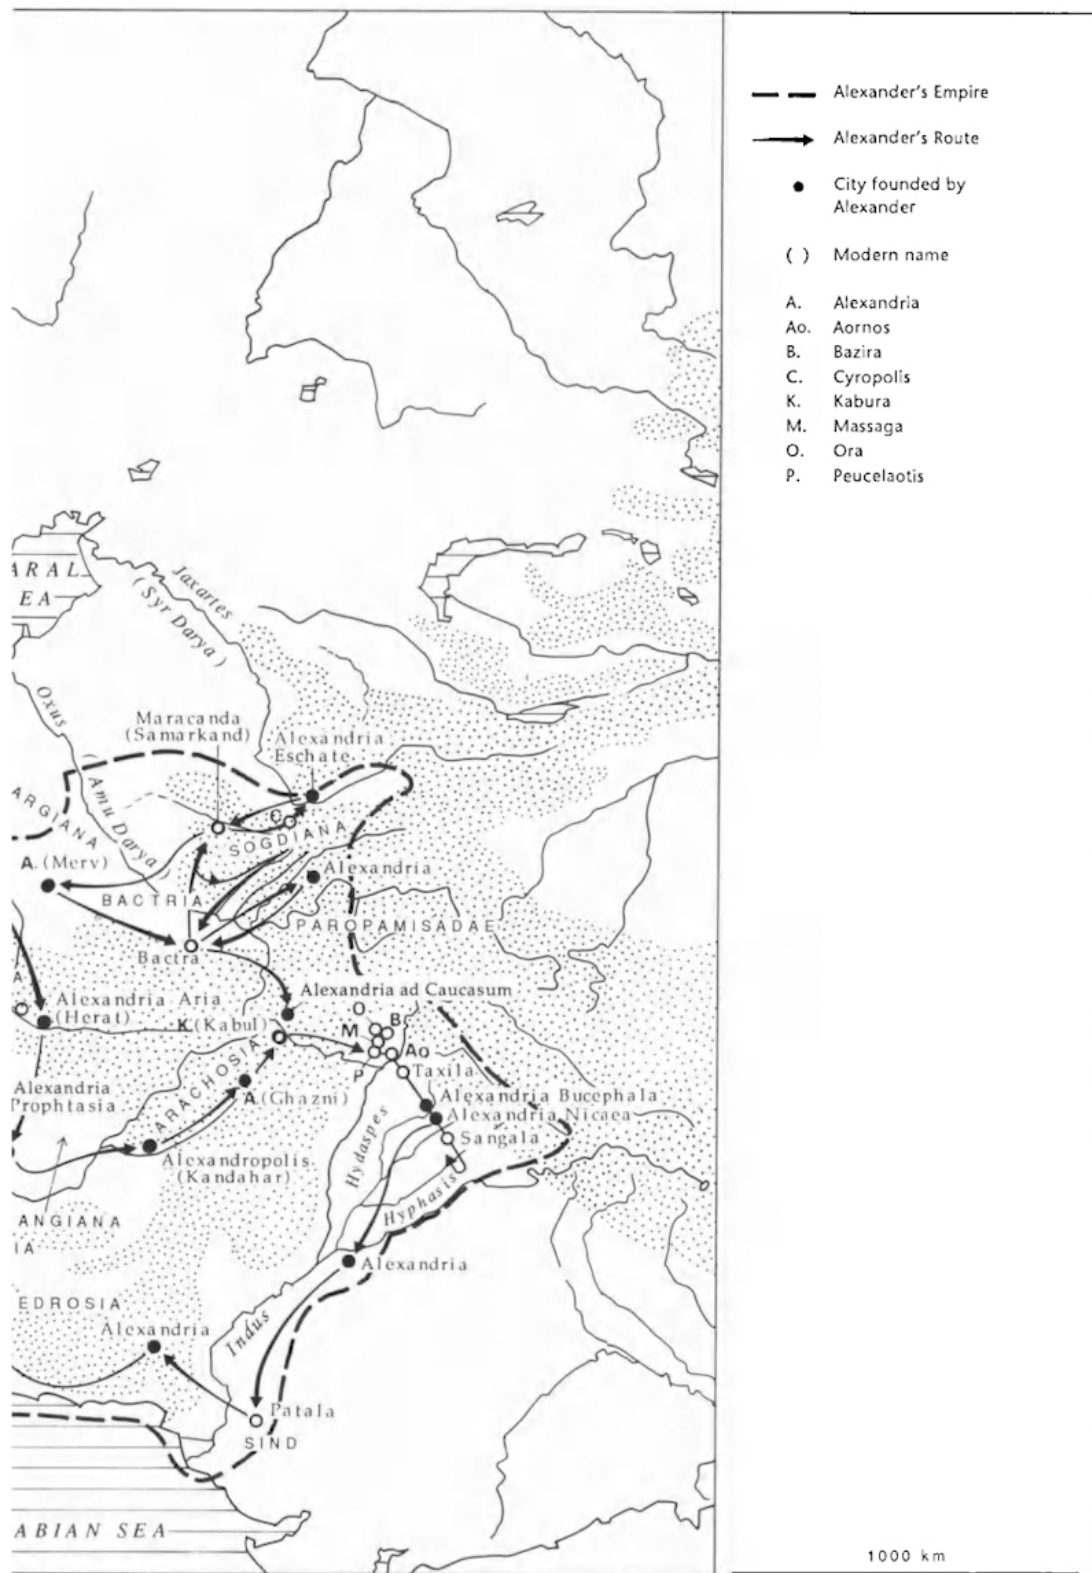 Alexander's Empire
Alexander's Route
City founded by
Alexander
( ) Modern name
A. Alexandria
Ao. Aornos
B. Bazira
C. Cyropolis
K. Kabura
M. Massaga
O. Ora
P. Peucelaotis
ARAL
EA
Jaxartes
(Syr Darya)
Oxus
(Amu Darya)
Maracanda
(Samarkand)
Alexandria
Eschate
ARGIANA
C
SOGDIANA
A. (Merv)
Alexandria
BACTRIA
PAROPAMISADAE
Bactra
A
Alexandria Aria
(Herat)
Alexandria ad Caucasum
K. (Kabul)
O
M
B
P
Ao
Taxila
ARACHOSIA
Alexandria
Prophtasia
A. (Ghazni)
Alexandria Bucephala
Alexandria Nicaea
Sangala
Hydaspes
Alexandropolis
(Kandahar)
Hyphasis
ANGIANA
IA
Alexandria
EDROSIA
Alexandria
Indus
Patala
SIND
ABIAN SEA
1000 km